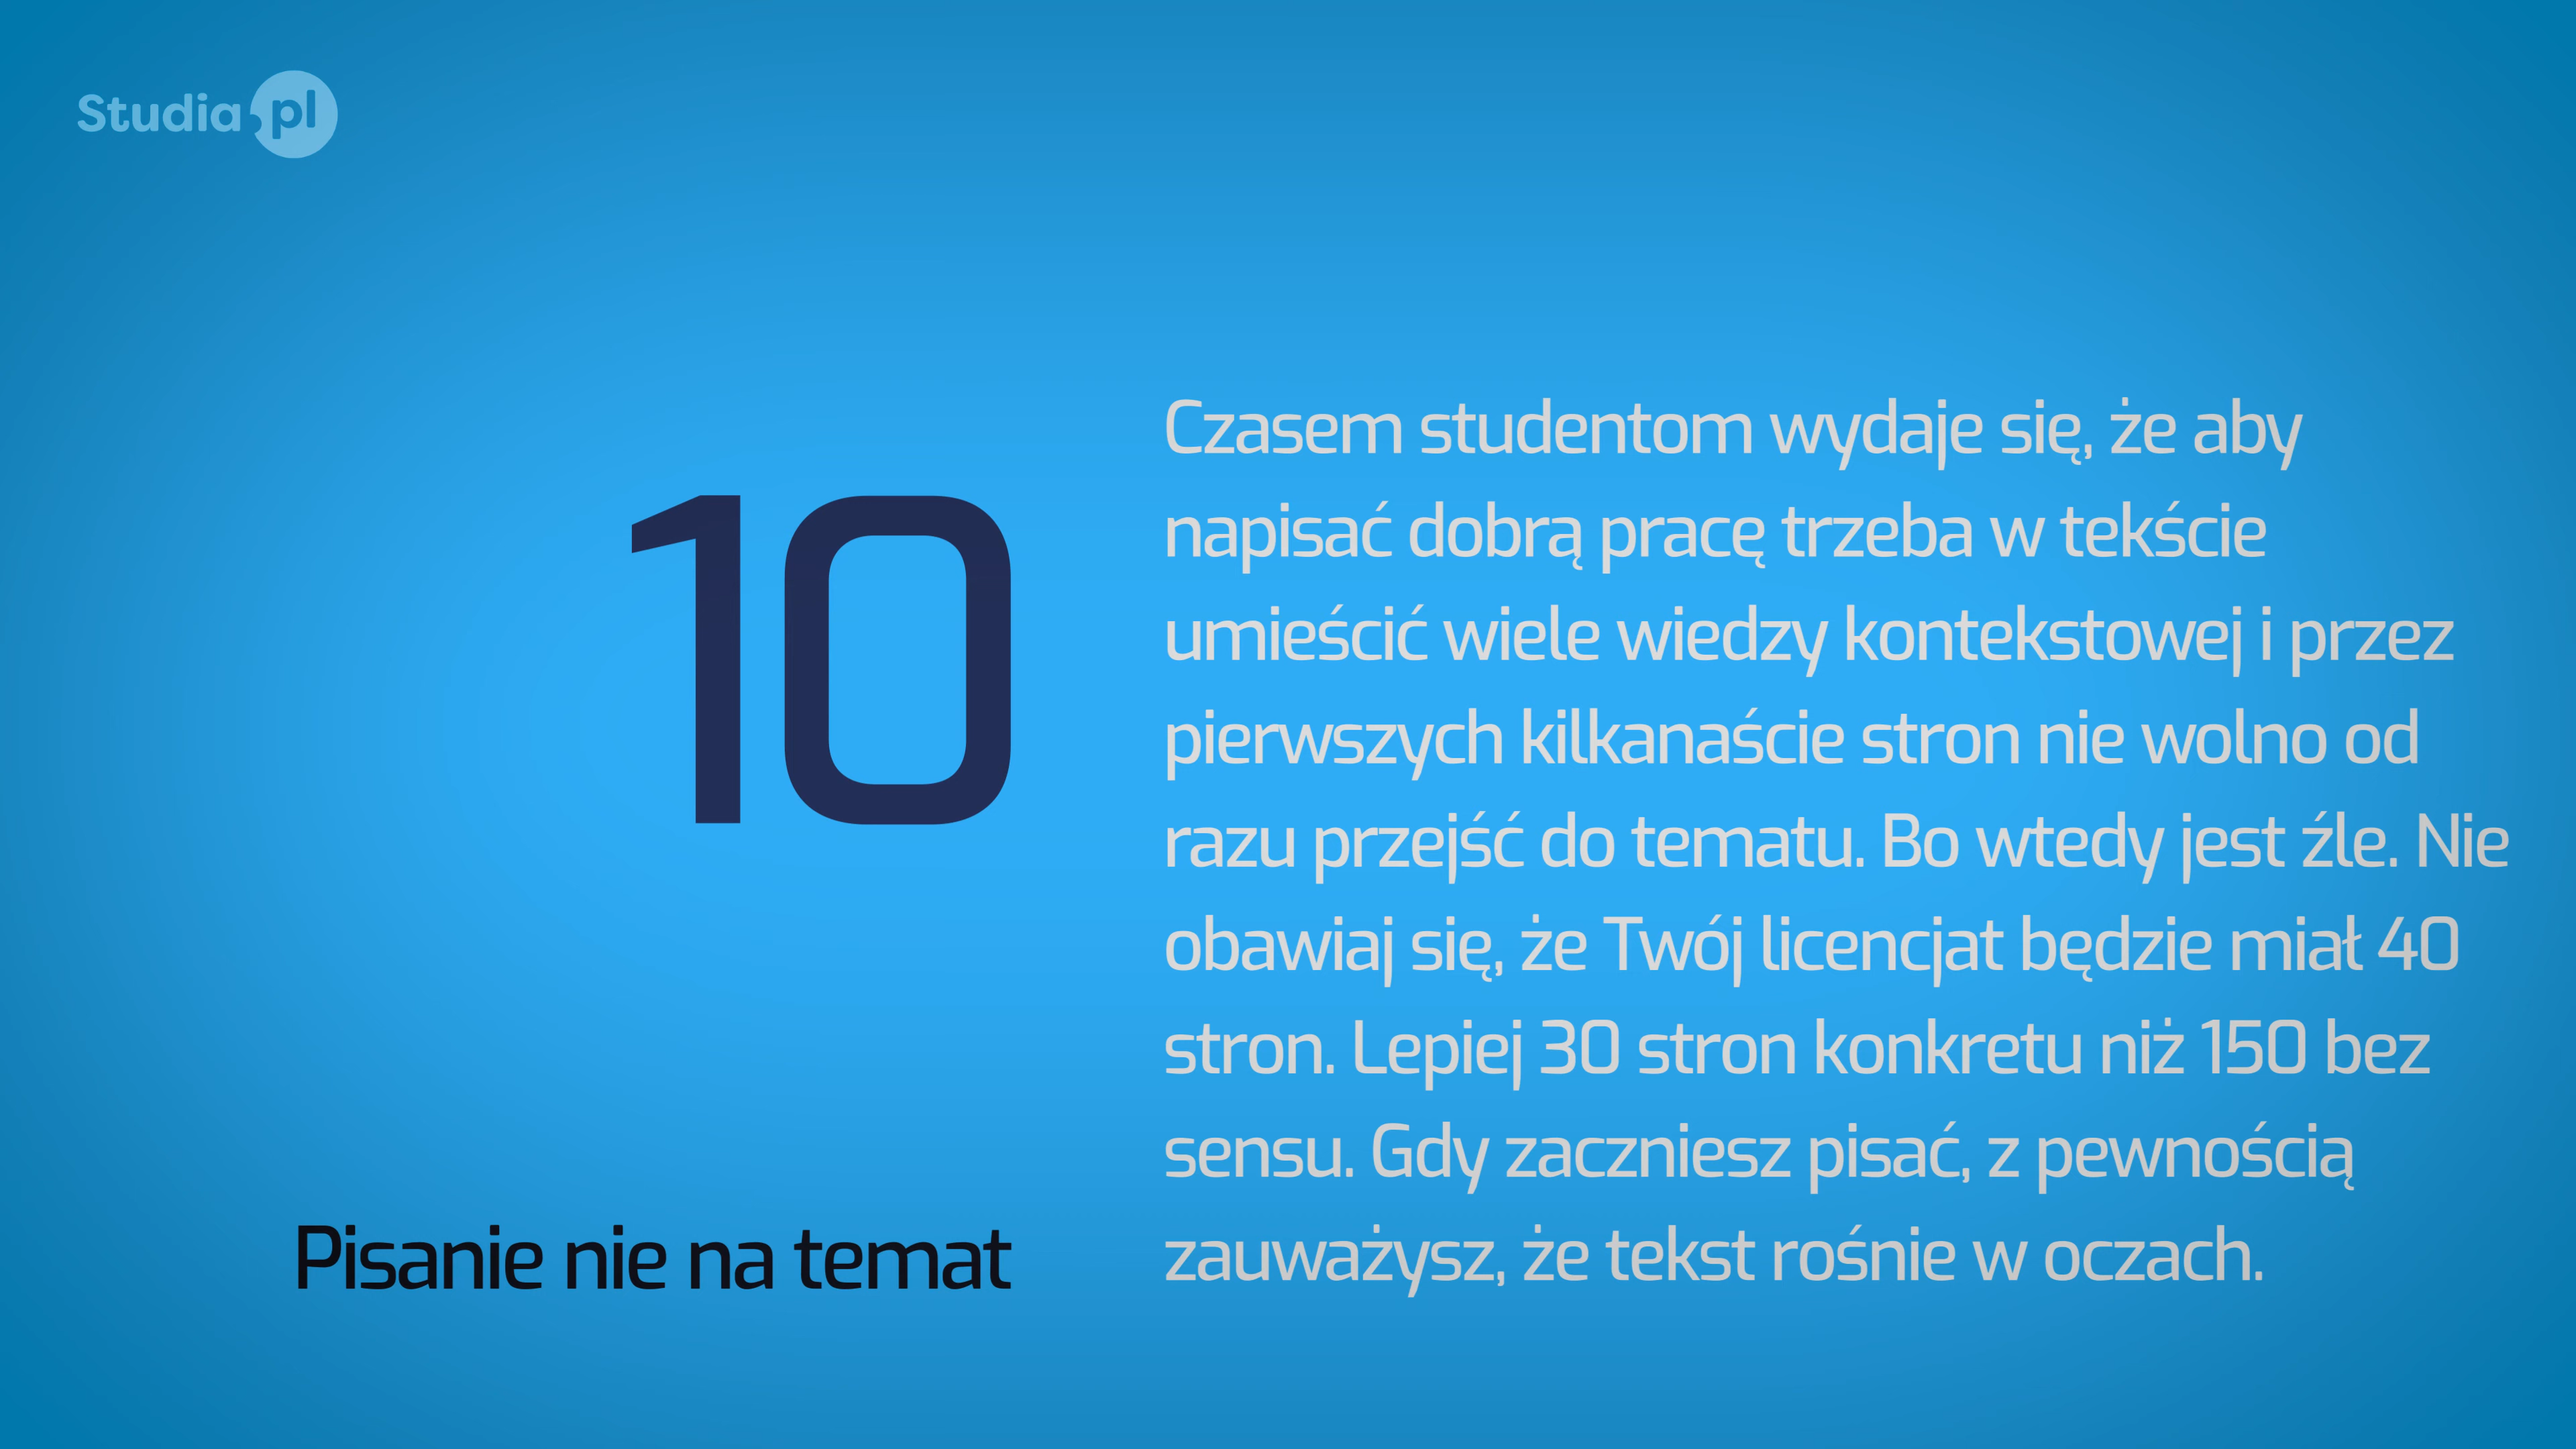 Studia.pl
10
Pisanie nie na temat
Czasem studentom wydaje się, że aby
napisać dobrą pracę trzeba w tekście
umieścić wiele wiedzy kontekstowej i przez
pierwszych kilkanaście stron nie wolno od
razu przejść do tematu. Bo wtedy jest źle. Nie
obawiaj się, że Twój licencjat będzie miał 40
stron. Lepiej 30 stron konkretu niż 150 bez
sensu. Gdy zaczniesz pisać, z pewnością
zauważysz, że tekst rośnie w oczach.